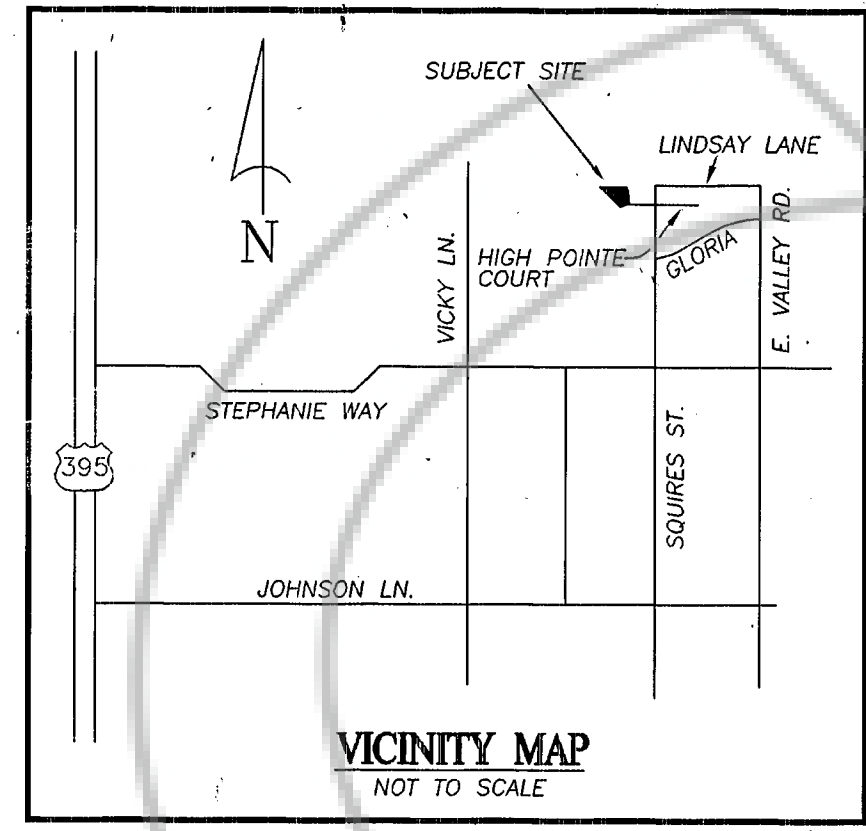 SUBJECT SITE
LINDSAY LANE
N
VICKY LN.
HIGH POINTE
COURT
GLORIA
E. VALLEY RD.
STEPHANIE WAY
395
SQUIRES ST.
JOHNSON LN.
VICINITY MAP
NOT TO SCALE